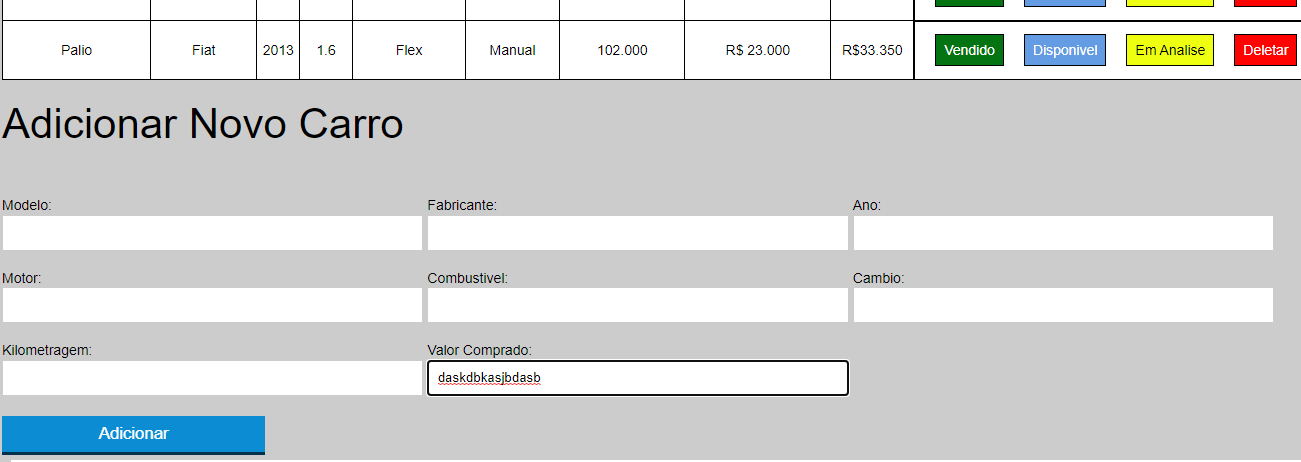 Palio Fiat 2013 1.6 Flex Manual 102.000 R$ 23.000 R$33.350 Vendido Disponivel Em Analise Deletar
Adicionar Novo Carro
Modelo: Fabricante: Ano:
Motor: Combustivel: Cambio:
Kilometragem: Valor Comprado:
daskdbkasjbdasb
Adicionar